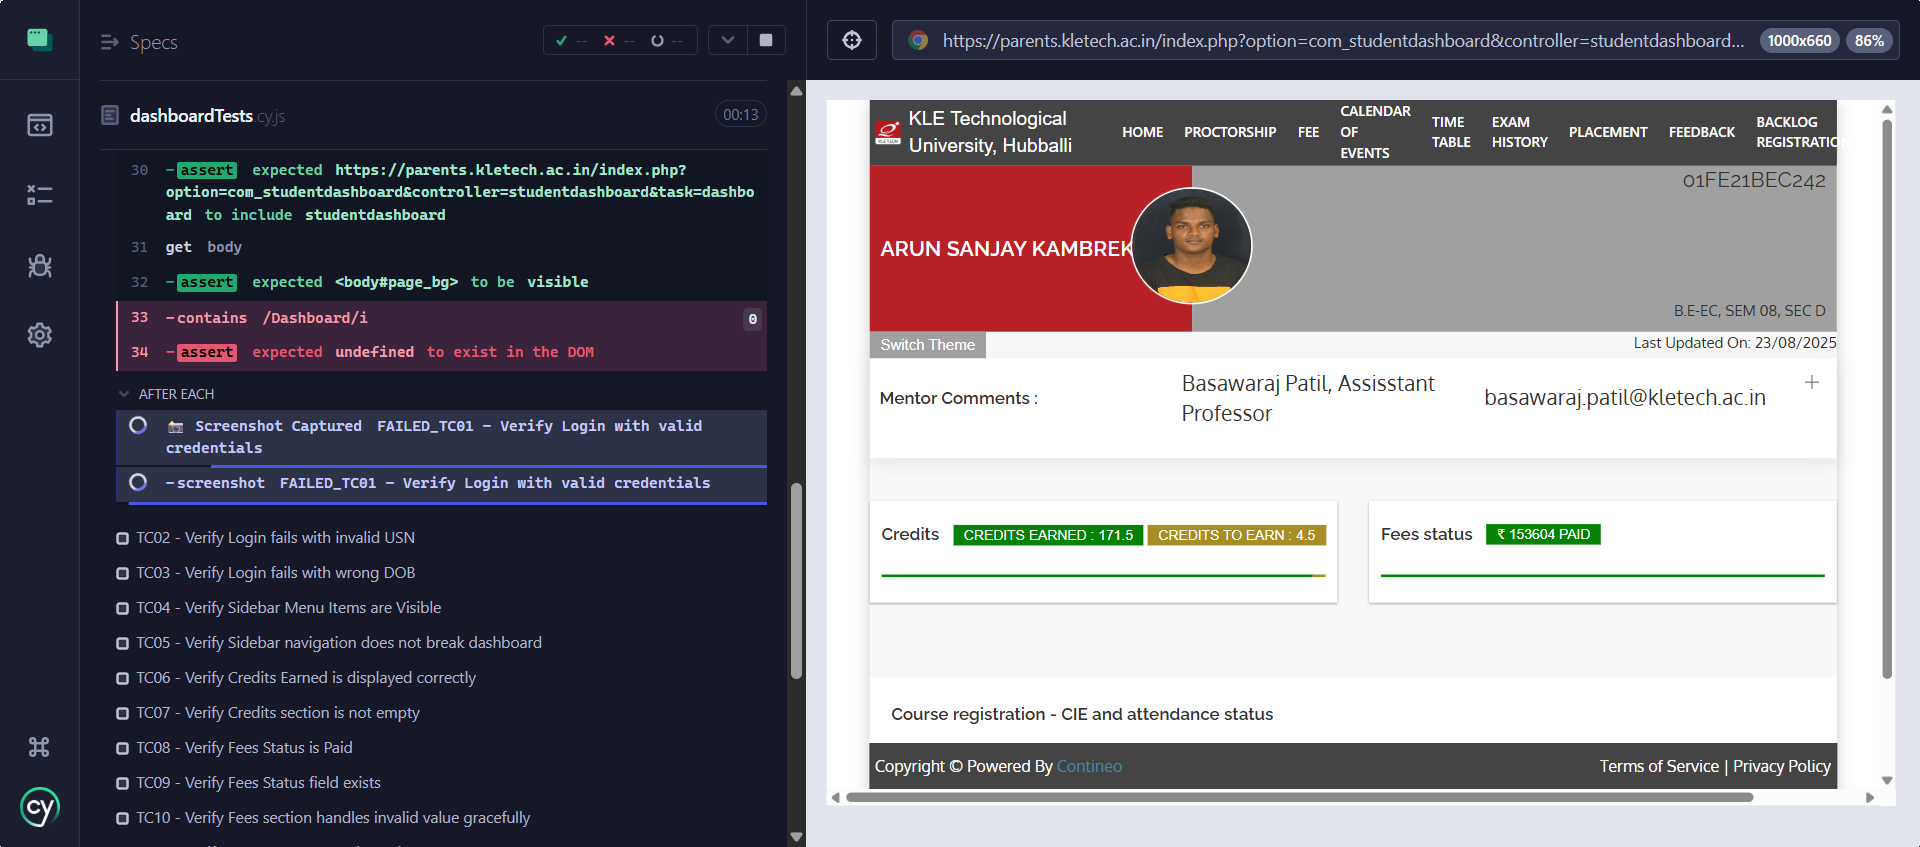 Specs
-- -- --
https://parents.kletech.ac.in/index.php?option=com_studentdashboard&controller=studentdashboard...
1000x660
86%
dashboardTests.cy.js
00:13
30 -assert expected https://parents.kletech.ac.in/index.php?
option=com_studentdashboard&controller=studentdashboard&task=dashbo
ard to include studentdashboard
31 get body
32 -assert expected <body#page_bg> to be visible
33 -contains /Dashboard/i 0
34 -assert expected undefined to exist in the DOM
AFTER EACH
Screenshot Captured FAILED_TC01 - Verify Login with valid
credentials
-screenshot FAILED_TC01 - Verify Login with valid credentials
TC02 - Verify Login fails with invalid USN
TC03 - Verify Login fails with wrong DOB
TC04 - Verify Sidebar Menu Items are Visible
TC05 - Verify Sidebar navigation does not break dashboard
TC06 - Verify Credits Earned is displayed correctly
TC07 - Verify Credits section is not empty
TC08 - Verify Fees Status is Paid
TC09 - Verify Fees Status field exists
TC10 - Verify Fees section handles invalid value gracefully
cy
KLE TECH
KLE Technological
University, Hubballi
HOME
PROCTORSHIP
FEE
CALENDAR
OF
EVENTS
TIME
TABLE
EXAM
HISTORY
PLACEMENT
FEEDBACK
BACKLOG
REGISTRATION
01FE21BEC242
ARUN SANJAY KAMBREK
B.E-EC, SEM 08, SEC D
Switch Theme
Last Updated On: 23/08/2025
Mentor Comments :
Basawaraj Patil, Assisstant
Professor
basawaraj.patil@kletech.ac.in
Credits
CREDITS EARNED : 171.5
CREDITS TO EARN : 4.5
Fees status
₹ 153604 PAID
Course registration - CIE and attendance status
Copyright © Powered By Contineo
Terms of Service | Privacy Policy